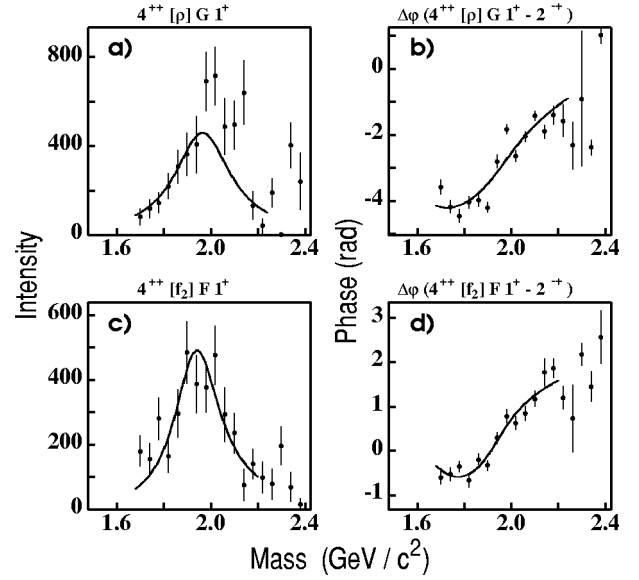 4⁺⁺ [ρ] G 1⁺
Δφ (4⁺⁺ [ρ] G 1⁺ - 2⁻⁺)
a)
b)
800
400
0
0
-2
-4
1.6
2.0
2.4
1.6
2.0
2.4
Intensity
Phase (rad)
4⁺⁺ [f₂] F 1⁺
Δφ (4⁺⁺ [f₂] F 1⁺ - 2⁻⁺)
c)
d)
600
400
200
0
3
2
1
0
-1
1.6
2.0
2.4
1.6
2.0
2.4
Mass (GeV / c²)